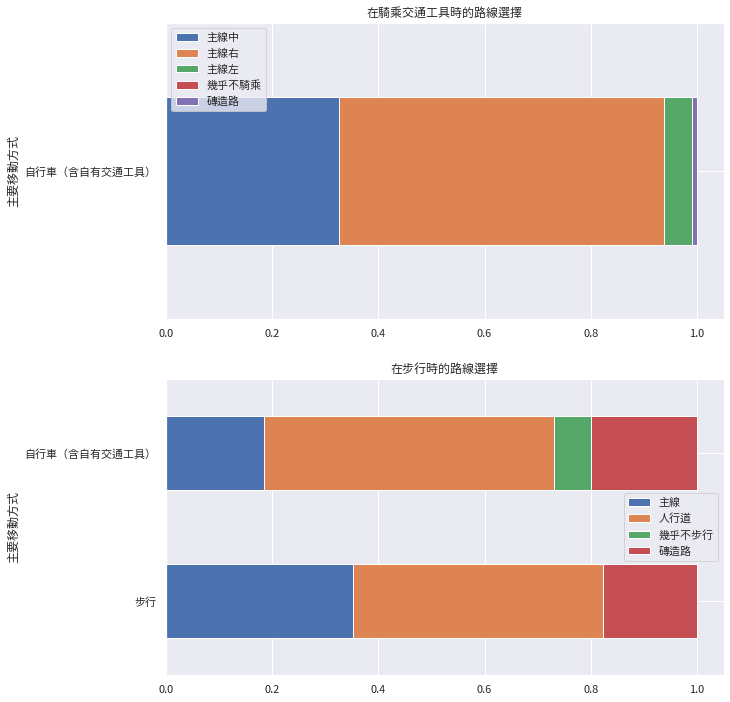 在騎乘交通工具時的路線選擇
主線中
主線右
主線左
幾乎不騎乘
磚造路
主要移動方式
自行車（含自有交通工具）
0.0 0.2 0.4 0.6 0.8 1.0
在步行時的路線選擇
自行車（含自有交通工具）
主要移動方式
主線
人行道
幾乎不步行
磚造路
步行
0.0 0.2 0.4 0.6 0.8 1.0